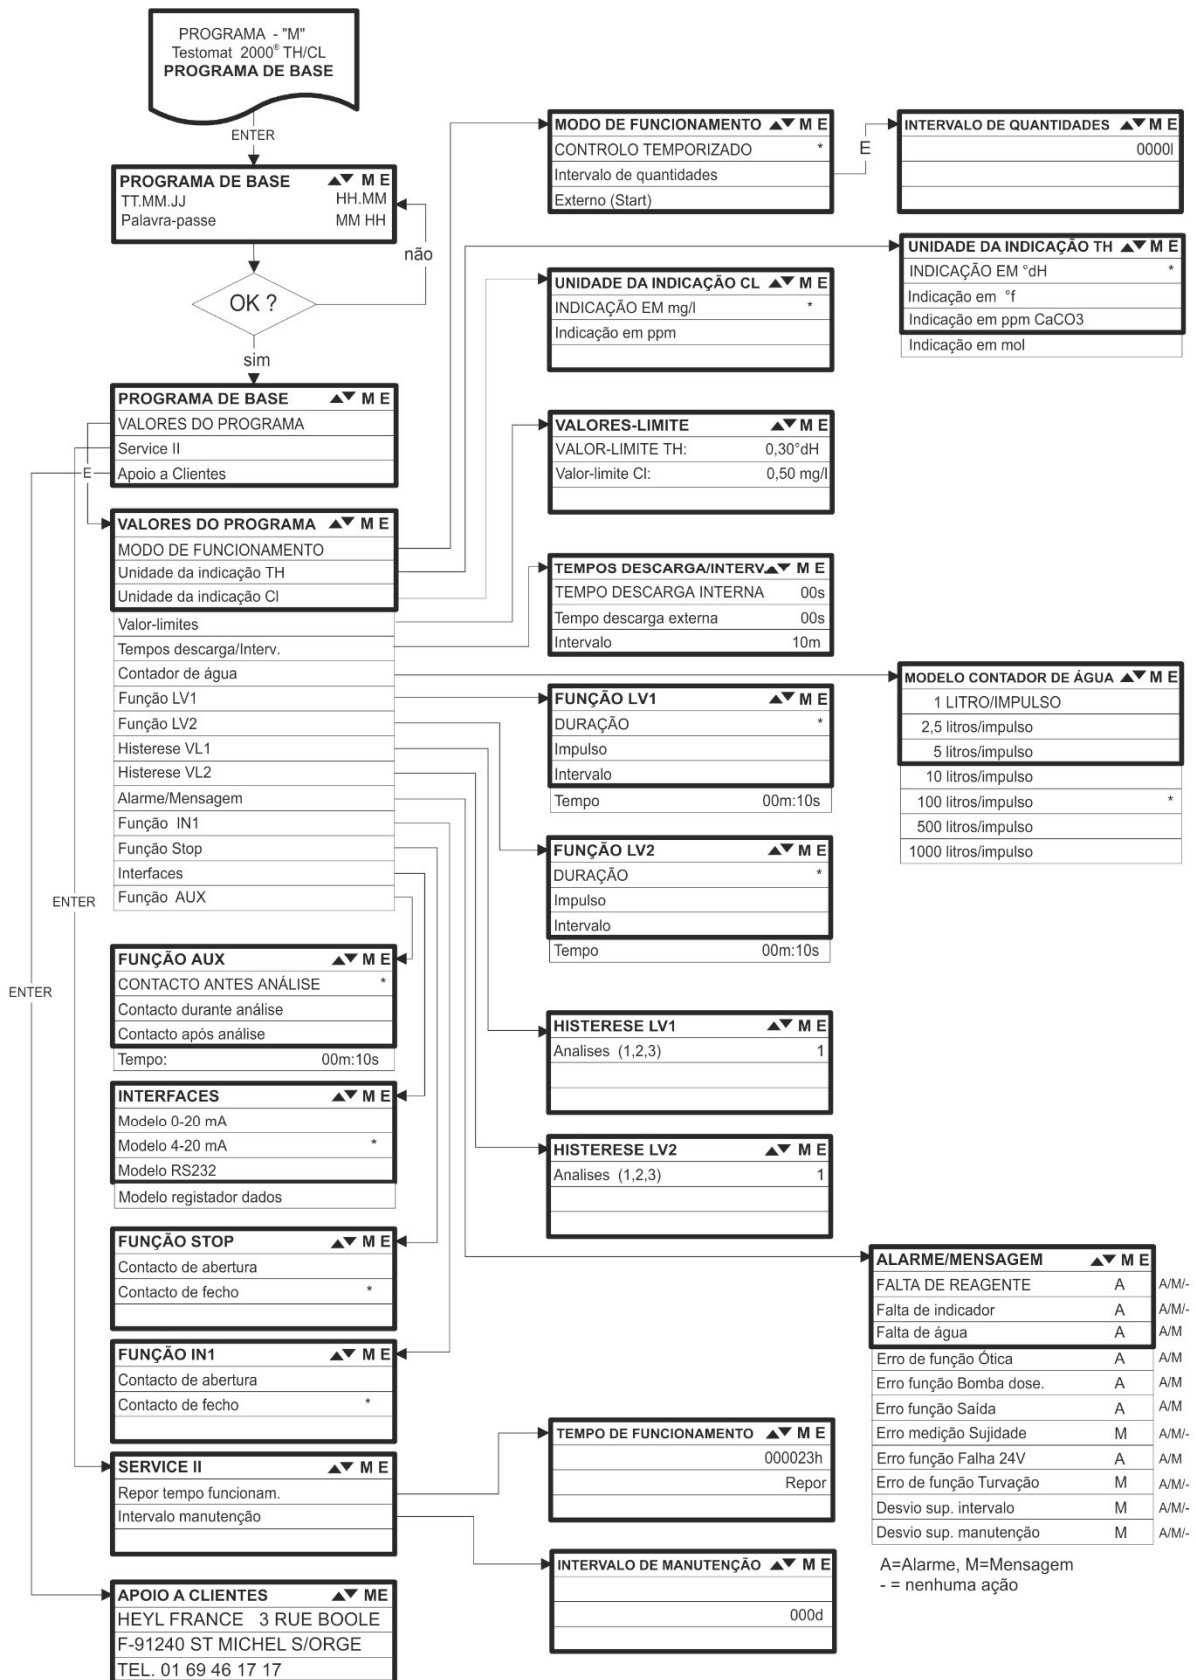 PROGRAMA - "M"
Testomat 2000® TH/CL
PROGRAMA DE BASE
ENTER
PROGRAMA DE BASE ▲▼ M E
TT.MM.JJ HH.MM
Palavra-passe MM HH
não
OK ?
sim
PROGRAMA DE BASE ▲▼ M E
VALORES DO PROGRAMA
Service II
E
Apoio a Clientes
VALORES DO PROGRAMA ▲▼ M E
MODO DE FUNCIONAMENTO
Unidade da indicação TH
Unidade da indicação Cl
Valor-limites
Tempos descarga/Interv.
Contador de água
Função LV1
Função LV2
Histerese VL1
Histerese VL2
Alarme/Mensagem
Função IN1
Função Stop
Interfaces
Função AUX
ENTER
ENTER
FUNÇÃO AUX ▲▼ M E
CONTACTO ANTES ANÁLISE *
Contacto durante análise
Contacto após análise
Tempo: 00m:10s
INTERFACES ▲▼ M E
Modelo 0-20 mA
Modelo 4-20 mA *
Modelo RS232
Modelo registador dados
FUNÇÃO STOP ▲▼ M E
Contacto de abertura
Contacto de fecho *
FUNÇÃO IN1 ▲▼ M E
Contacto de abertura
Contacto de fecho *
SERVICE II ▲▼ M E
Repor tempo funcionam.
Intervalo manutenção
APOIO A CLIENTES ▲▼ ME
HEYL FRANCE 3 RUE BOOLE
F-91240 ST MICHEL S/ORGE
TEL. 01 69 46 17 17
MODO DE FUNCIONAMENTO ▲▼ M E
CONTROLO TEMPORIZADO *
Intervalo de quantidades
Externo (Start)
E
INTERVALO DE QUANTIDADES ▲▼ M E
0000l
UNIDADE DA INDICAÇÃO TH ▲▼ M E
INDICAÇÃO EM °dH *
Indicação em °f
Indicação em ppm CaCO3
Indicação em mol
UNIDADE DA INDICAÇÃO CL ▲▼ M E
INDICAÇÃO EM mg/l *
Indicação em ppm
VALORES-LIMITE ▲▼ M E
VALOR-LIMITE TH: 0,30°dH
Valor-limite Cl: 0,50 mg/l
TEMPOS DESCARGA/INTERV. ▲▼ M E
TEMPO DESCARGA INTERNA 00s
Tempo descarga externa 00s
Intervalo 10m
MODELO CONTADOR DE ÁGUA ▲▼ M E
1 LITRO/IMPULSO
2,5 litros/impulso
5 litros/impulso
10 litros/impulso
100 litros/impulso *
500 litros/impulso
1000 litros/impulso
FUNÇÃO LV1 ▲▼ M E
DURAÇÃO *
Impulso
Intervalo
Tempo 00m:10s
FUNÇÃO LV2 ▲▼ M E
DURAÇÃO *
Impulso
Intervalo
Tempo 00m:10s
HISTERESE LV1 ▲▼ M E
Analises (1,2,3) 1
HISTERESE LV2 ▲▼ M E
Analises (1,2,3) 1
ALARME/MENSAGEM ▲▼ M E
FALTA DE REAGENTE A A/M/-
Falta de indicador A A/M/-
Falta de água A A/M
Erro de função Ótica A A/M
Erro função Bomba dose. A A/M
Erro função Saída A A/M
Erro medição Sujidade M A/M/-
Erro função Falha 24V A A/M
Erro de função Turvação M A/M/-
Desvio sup. intervalo M A/M/-
Desvio sup. manutenção M A/M/-
A=Alarme, M=Mensagem
- = nenhuma ação
TEMPO DE FUNCIONAMENTO ▲▼ M E
000023h
Repor
INTERVALO DE MANUTENÇÃO ▲▼ M E
000d